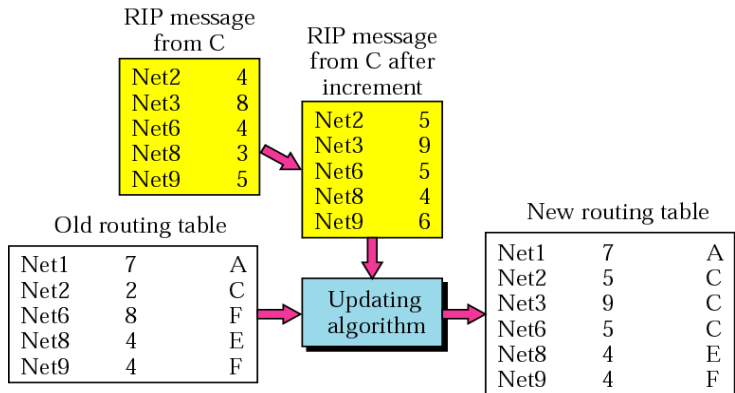 RIP message
from C
Net2 4
Net3 8
Net6 4
Net8 3
Net9 5
RIP message
from C after
increment
Net2 5
Net3 9
Net6 5
Net8 4
Net9 6
Old routing table
Net1 7 A
Net2 2 C
Net6 8 F
Net8 4 E
Net9 4 F
Updating
algorithm
New routing table
Net1 7 A
Net2 5 C
Net3 9 C
Net6 5 C
Net8 4 E
Net9 4 F